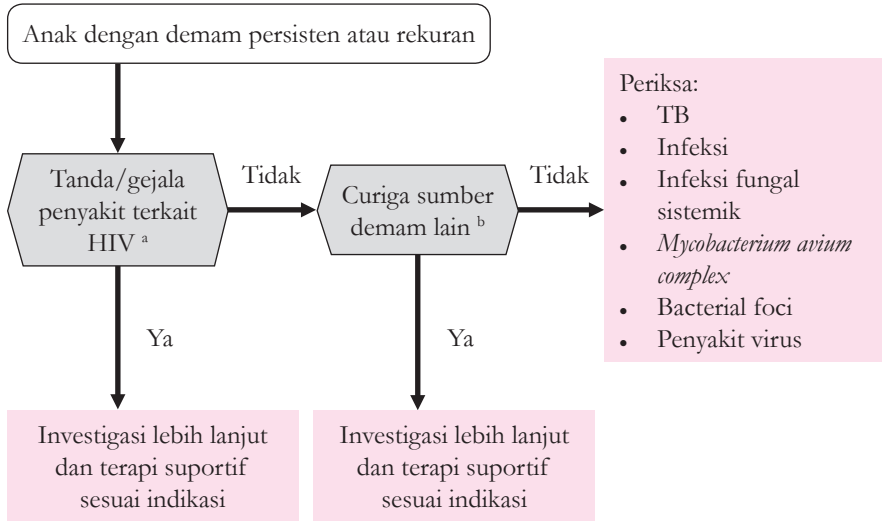 Anak dengan demam persisten atau rekuran
Tanda/gejala
penyakit terkait
HIV ᵃ
Tidak
Curiga sumber
demam lain ᵇ
Tidak
Periksa:
• TB
• Infeksi
• Infeksi fungal
sistemik
• Mycobacterium avium
complex
• Bacterial foci
• Penyakit virus
Ya
Ya
Investigasi lebih lanjut
dan terapi suportif
sesuai indikasi
Investigasi lebih lanjut
dan terapi suportif
sesuai indikasi